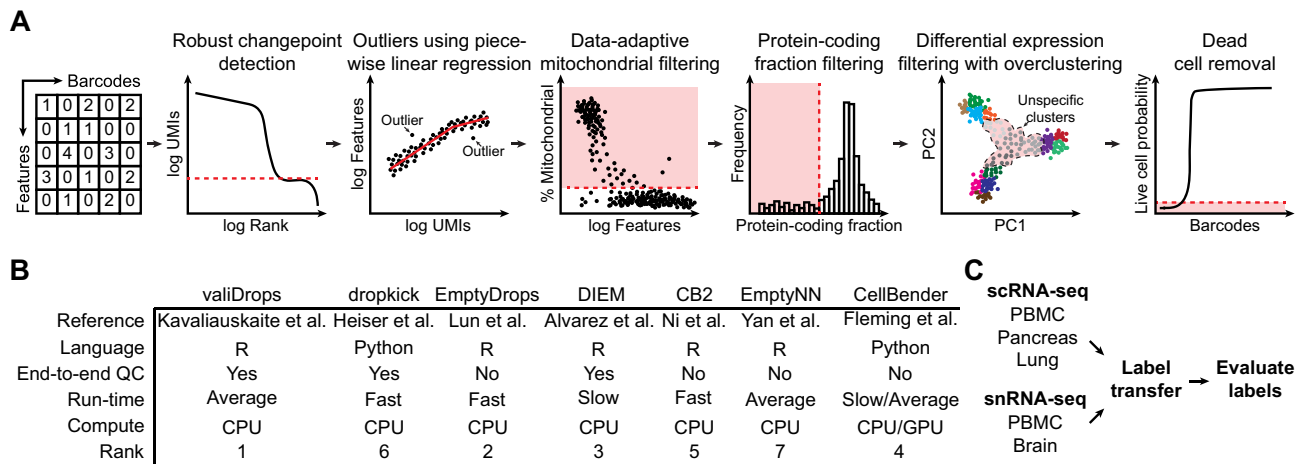 A
Barcodes
Features
1 0 2 0 2
0 1 1 0 0
0 4 0 3 0
3 0 1 0 2
0 1 0 2 0
Robust changepoint
detection
log UMIs
log Rank
Outliers using piece-
wise linear regression
log Features
Outlier
Outlier
log UMIs
Data-adaptive
mitochondrial filtering
% Mitochondrial
log Features
Protein-coding
fraction filtering
Frequency
Protein-coding fraction
Differential expression
filtering with overclustering
Unspecific
clusters
PC2
PC1
Dead
cell removal
Live cell probability
Barcodes
B
valiDrops dropkick EmptyDrops DIEM CB2 EmptyNN CellBender
Reference Kavaliauskaite et al. Heiser et al. Lun et al. Alvarez et al. Ni et al. Yan et al. Fleming et al.
Language R Python R R R R Python
End-to-end QC Yes Yes No Yes No No No
Run-time Average Fast Fast Slow Fast Average Slow/Average
Compute CPU CPU CPU CPU CPU CPU CPU/GPU
Rank 1 6 2 3 5 7 4
C
scRNA-seq
PBMC
Pancreas
Lung
snRNA-seq
PBMC
Brain
Label
transfer
Evaluate
labels